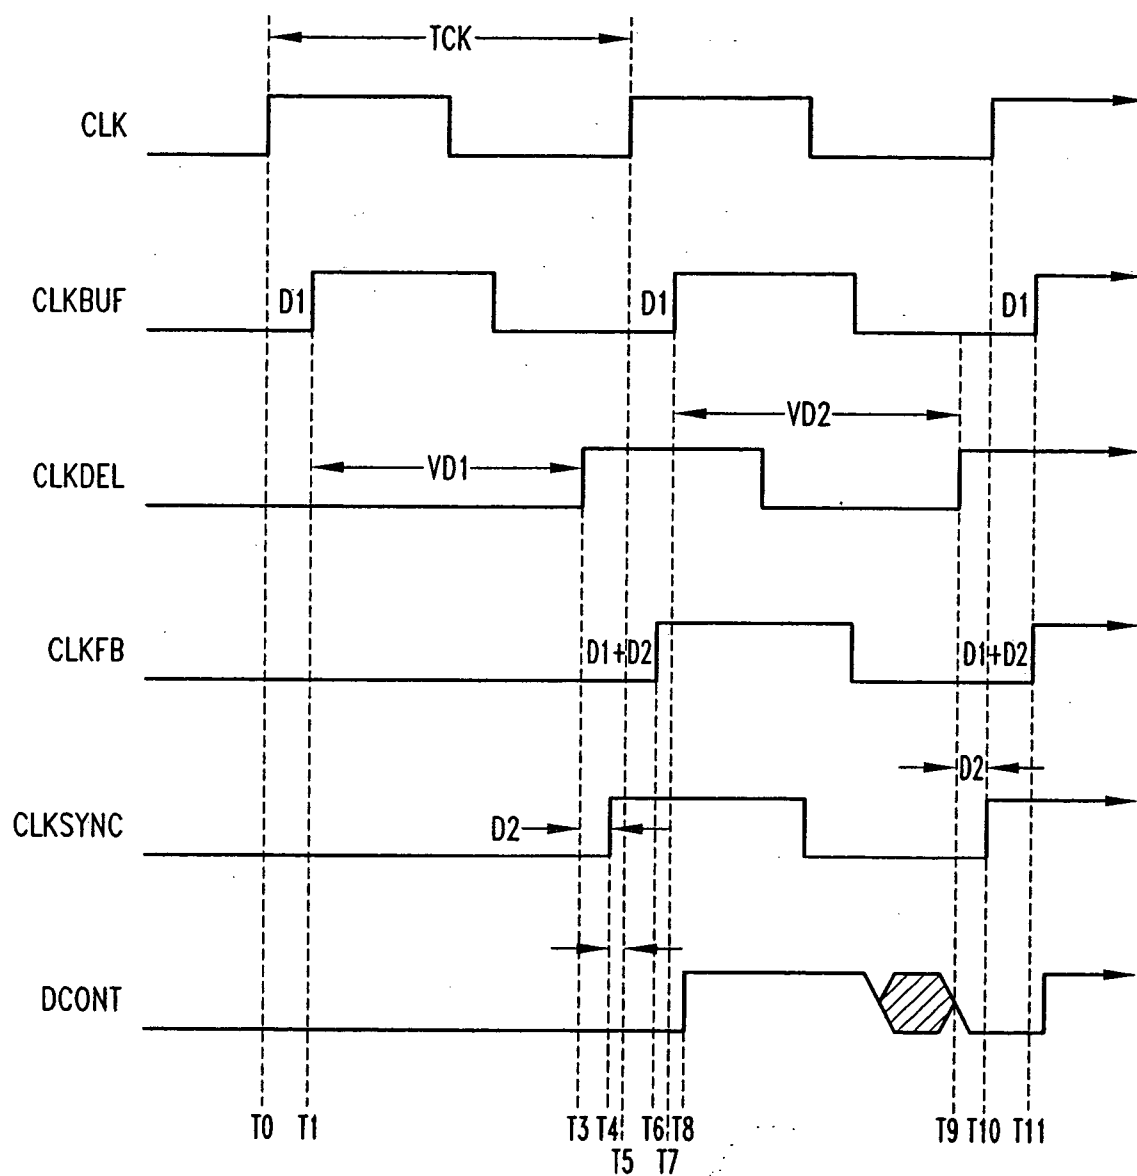 TCK
CLK
CLKBUF D1 D1 D1
VD2
CLKDEL VD1
CLKFB D1+D2 D1+D2
D2
CLKSYNC D2
DCONT
T0 T1 T3 T4 T6 T8 T9 T10 T11
T5 T7